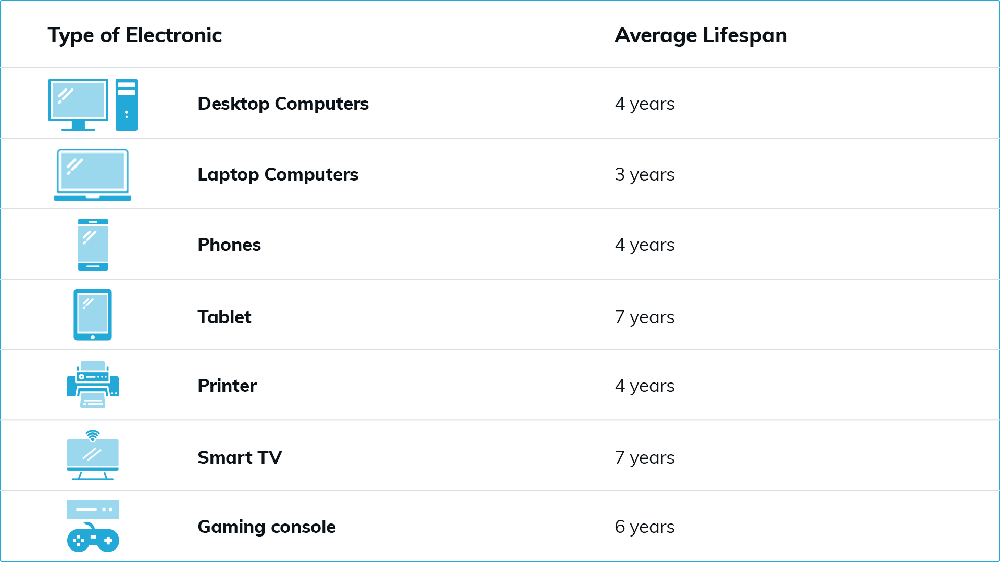 Type of Electronic Average Lifespan
Desktop Computers 4 years
Laptop Computers 3 years
Phones 4 years
Tablet 7 years
Printer 4 years
Smart TV 7 years
Gaming console 6 years